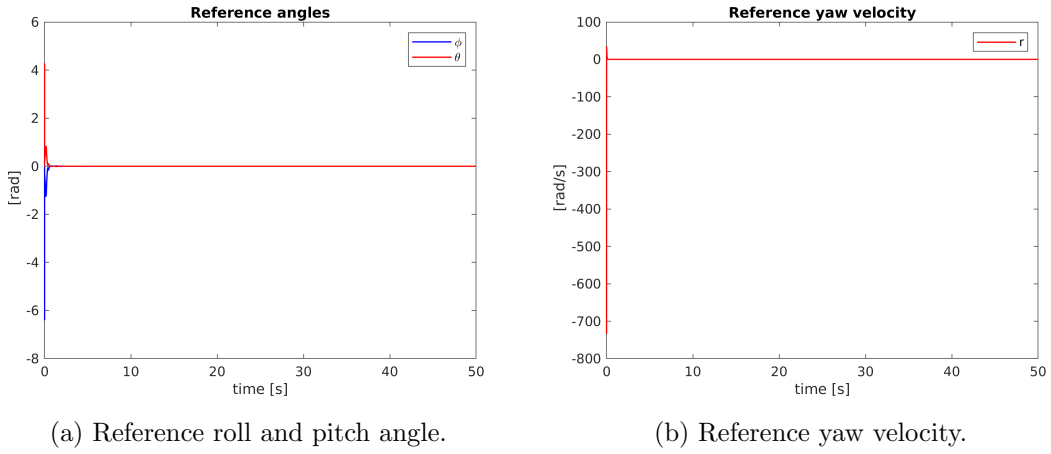 Reference angles
6
4
2
0
-2
-4
-6
-8
[rad]
0
10
20
30
40
50
time [s]
ϕ
θ
(a) Reference roll and pitch angle.
Reference yaw velocity
100
0
-100
-200
-300
-400
-500
-600
-700
-800
[rad/s]
0
10
20
30
40
50
time [s]
r
(b) Reference yaw velocity.